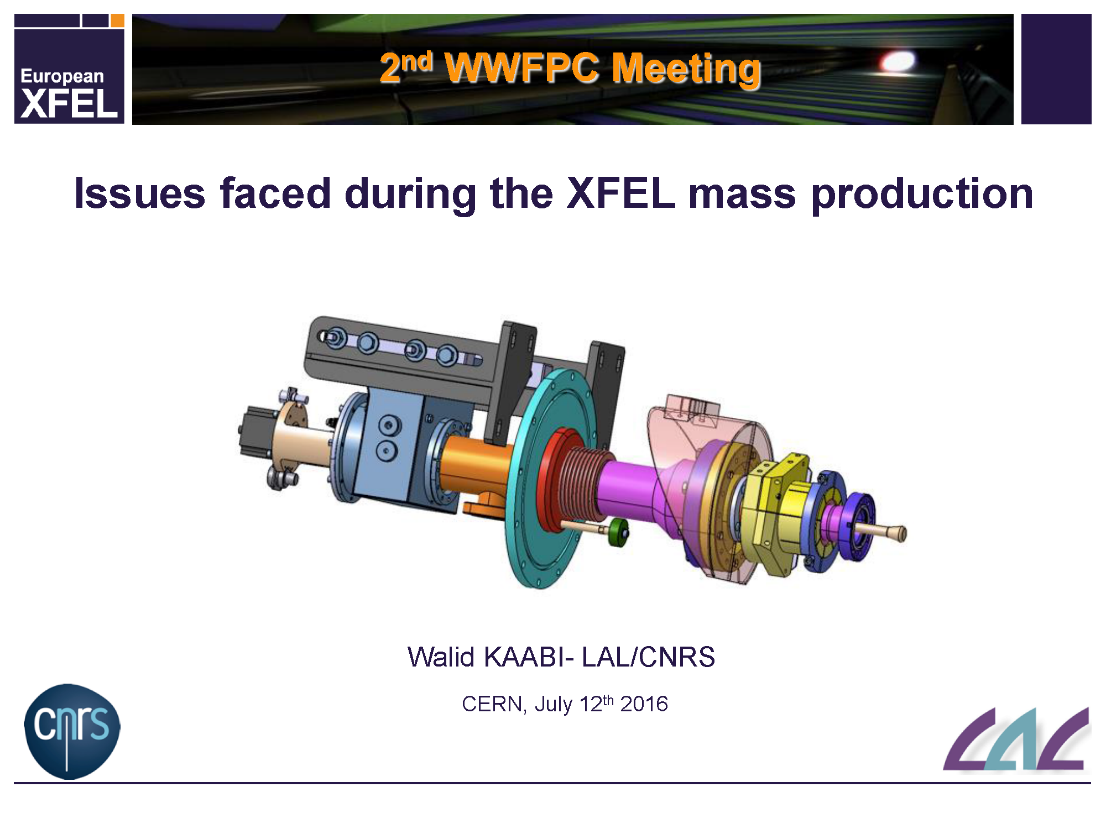 European
XFEL
2nd WWFPC Meeting
Issues faced during the XFEL mass production
Walid KAABI- LAL/CNRS
CERN, July 12th 2016
cnrs
LAL